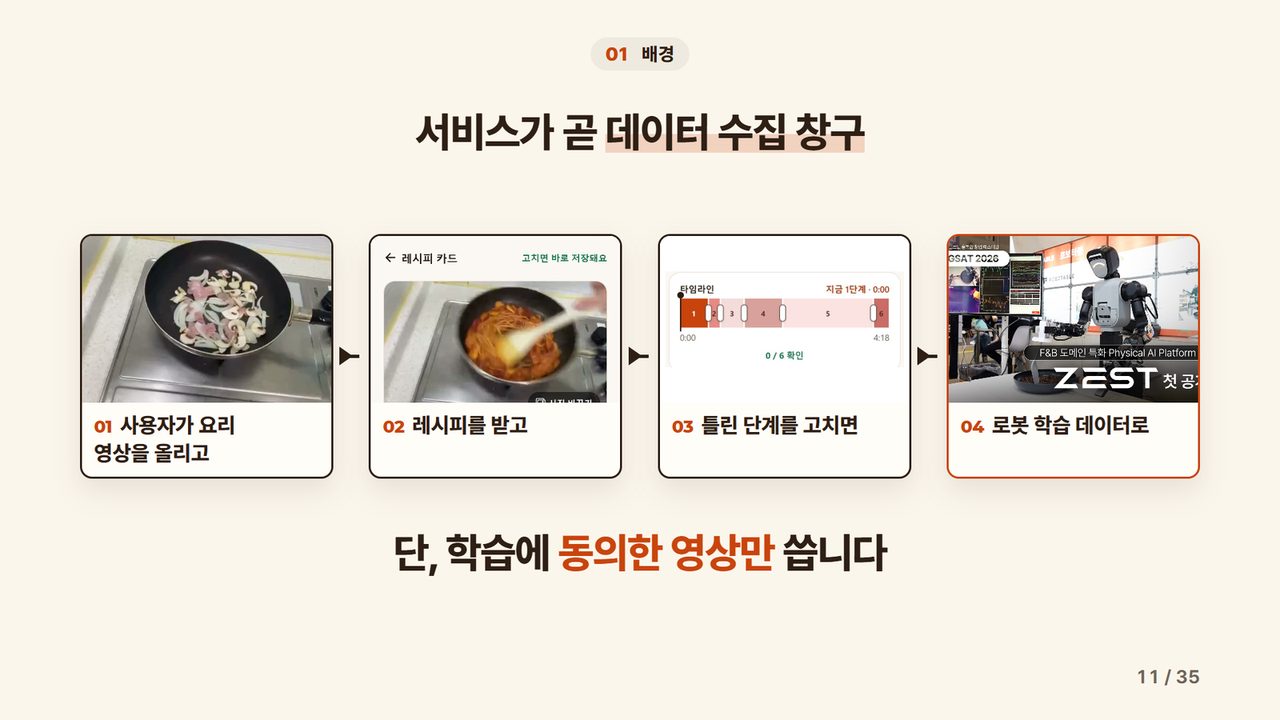 01 배경
서비스가 곧 데이터 수집 창구
01 사용자가 요리
영상을 올리고
← 레시피 카드
고치면 바로 저장돼요
02 레시피를 받고
타임라인
지금 1단계 · 0:00
1 2 3 4 5 6
0:00
4:18
0 / 6 확인
03 틀린 단계를 고치면
GSAT 2026
F&B 도메인 특화 Physical AI Platform
ZEST 첫 공
04 로봇 학습 데이터로
단, 학습에 동의한 영상만 씁니다
11 / 35